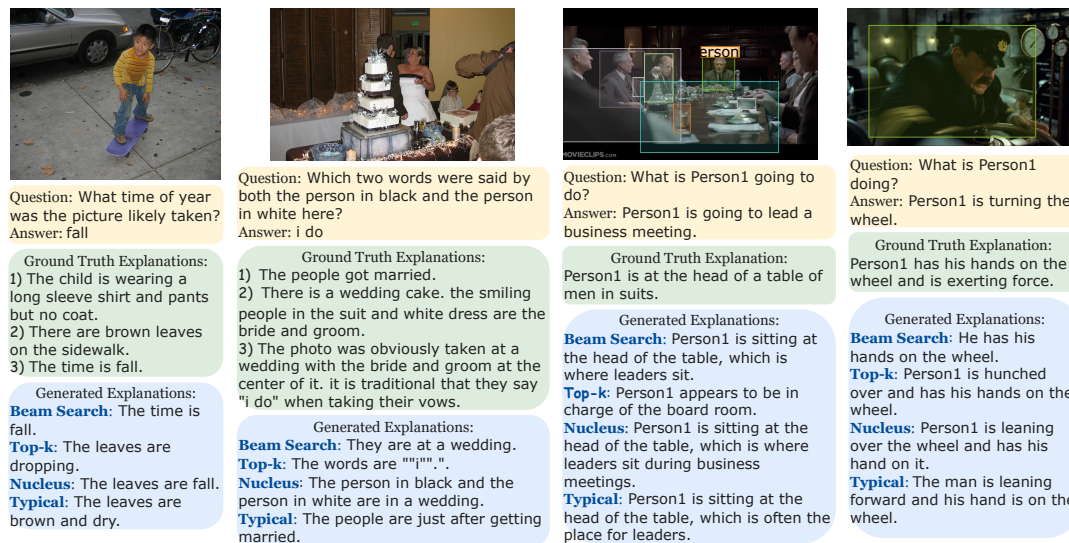 Question: What time of year
was the picture likely taken?
Answer: fall
Ground Truth Explanations:
1) The child is wearing a
long sleeve shirt and pants
but no coat.
2) There are brown leaves
on the sidewalk.
3) The time is fall.
Generated Explanations:
Beam Search: The time is
fall.
Top-k: The leaves are
dropping.
Nucleus: The leaves are fall.
Typical: The leaves are
brown and dry.
Question: Which two words were said by
both the person in black and the person
in white here?
Answer: i do
Ground Truth Explanations:
1) The people got married.
2) There is a wedding cake. the smiling
people in the suit and white dress are the
bride and groom.
3) The photo was obviously taken at a
wedding with the bride and groom at the
center of it. it is traditional that they say
"i do" when taking their vows.
Generated Explanations:
Beam Search: They are at a wedding.
Top-k: The words are ""i"".".
Nucleus: The person in black and the
person in white are in a wedding.
Typical: The people are just after getting
married.
erson
MOVIECLIPS.COM
Question: What is Person1 going to
do?
Answer: Person1 is going to lead a
business meeting.
Ground Truth Explanations:
Person1 is at the head of a table of
men in suits.
Generated Explanations:
Beam Search: Person1 is sitting at
the head of the table, which is
where leaders sit.
Top-k: Person1 appears to be in
charge of the board room.
Nucleus: Person1 is sitting at the
head of the table, which is where
leaders sit during business
meetings.
Typical: Person1 is sitting at the
head of the table, which is often the
place for leaders.
Question: What is Person1
doing?
Answer: Person1 is turning the
wheel.
Ground Truth Explanation:
Person1 has his hands on the
wheel and is exerting force.
Generated Explanations:
Beam Search: He has his
hands on the wheel.
Top-k: Person1 is hunched
over and has his hands on the
wheel.
Nucleus: Person1 is leaning
over the wheel and has his
hand on it.
Typical: The man is leaning
forward and his hand is on the
wheel.